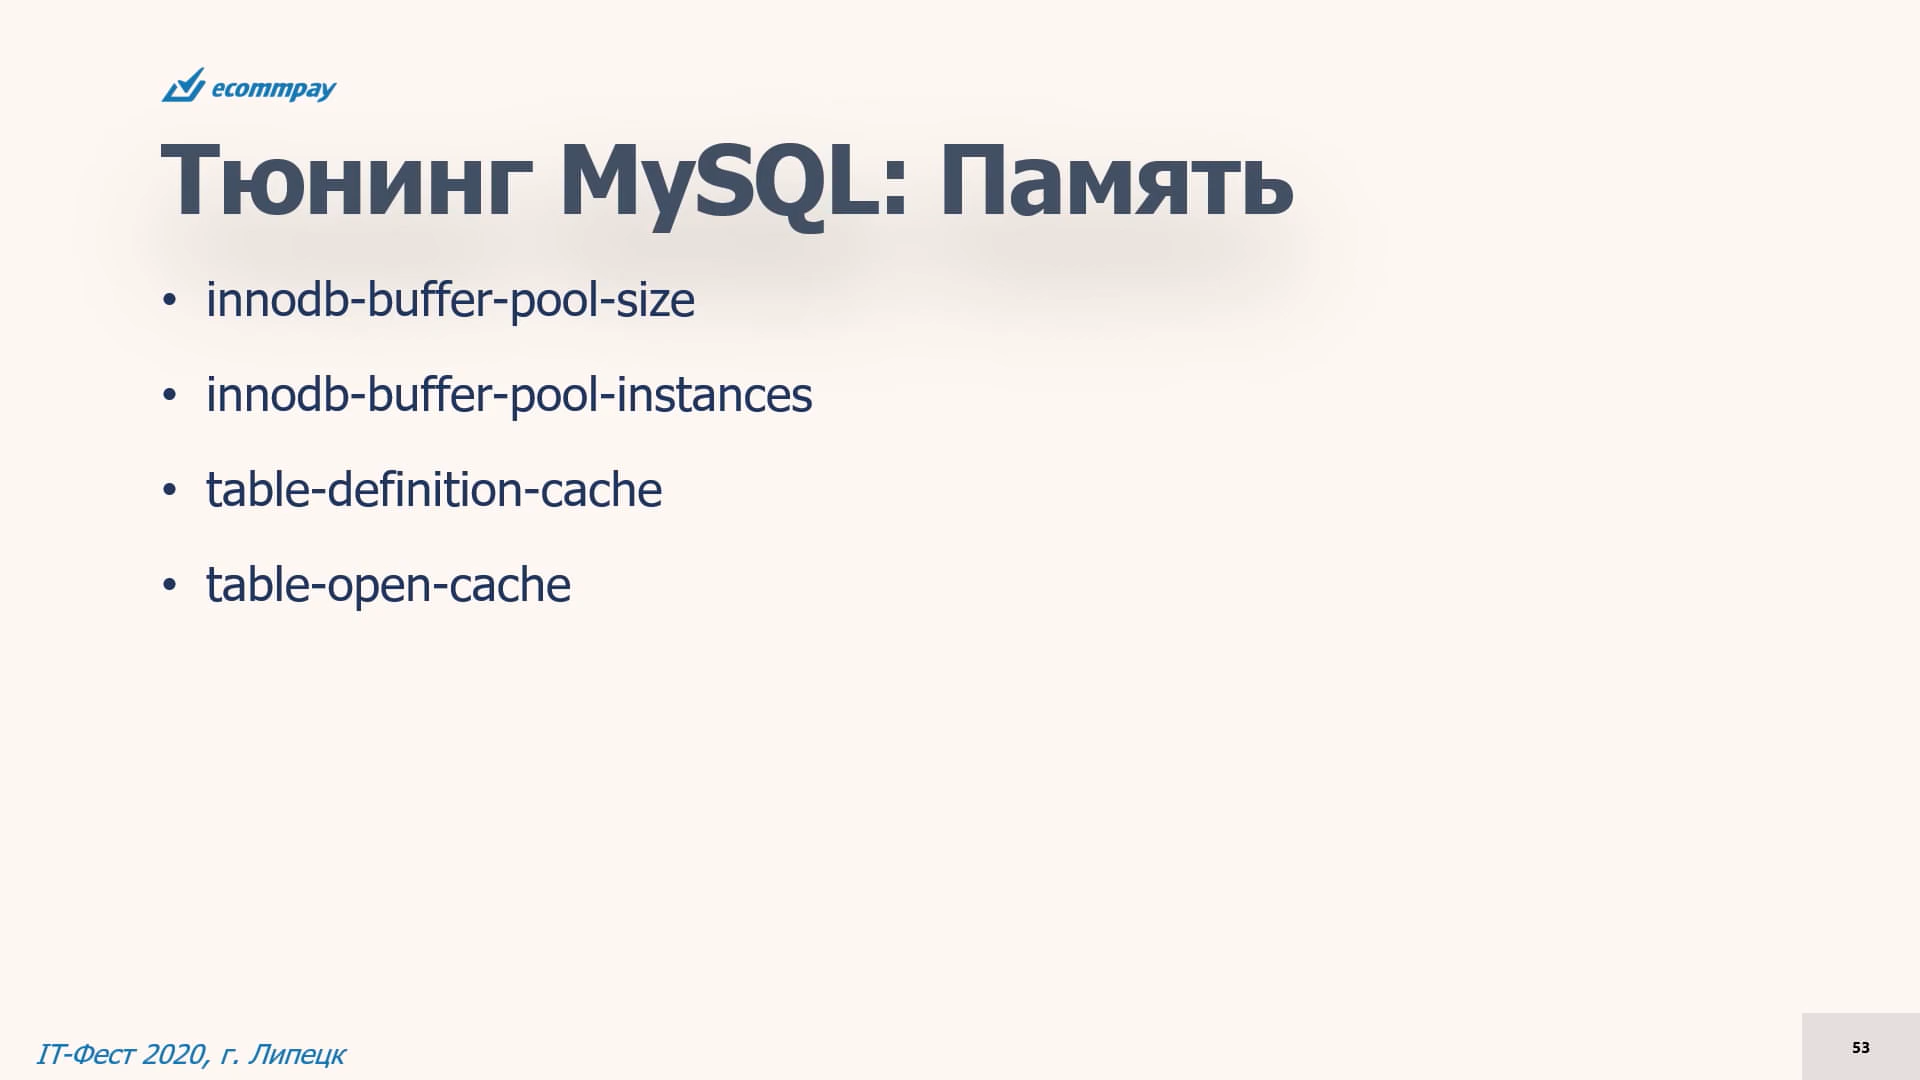 ecommpay
Тюнинг MySQL: Память
• innodb-buffer-pool-size
• innodb-buffer-pool-instances
• table-definition-cache
• table-open-cache
IT-Фест 2020, г. Липецк
53